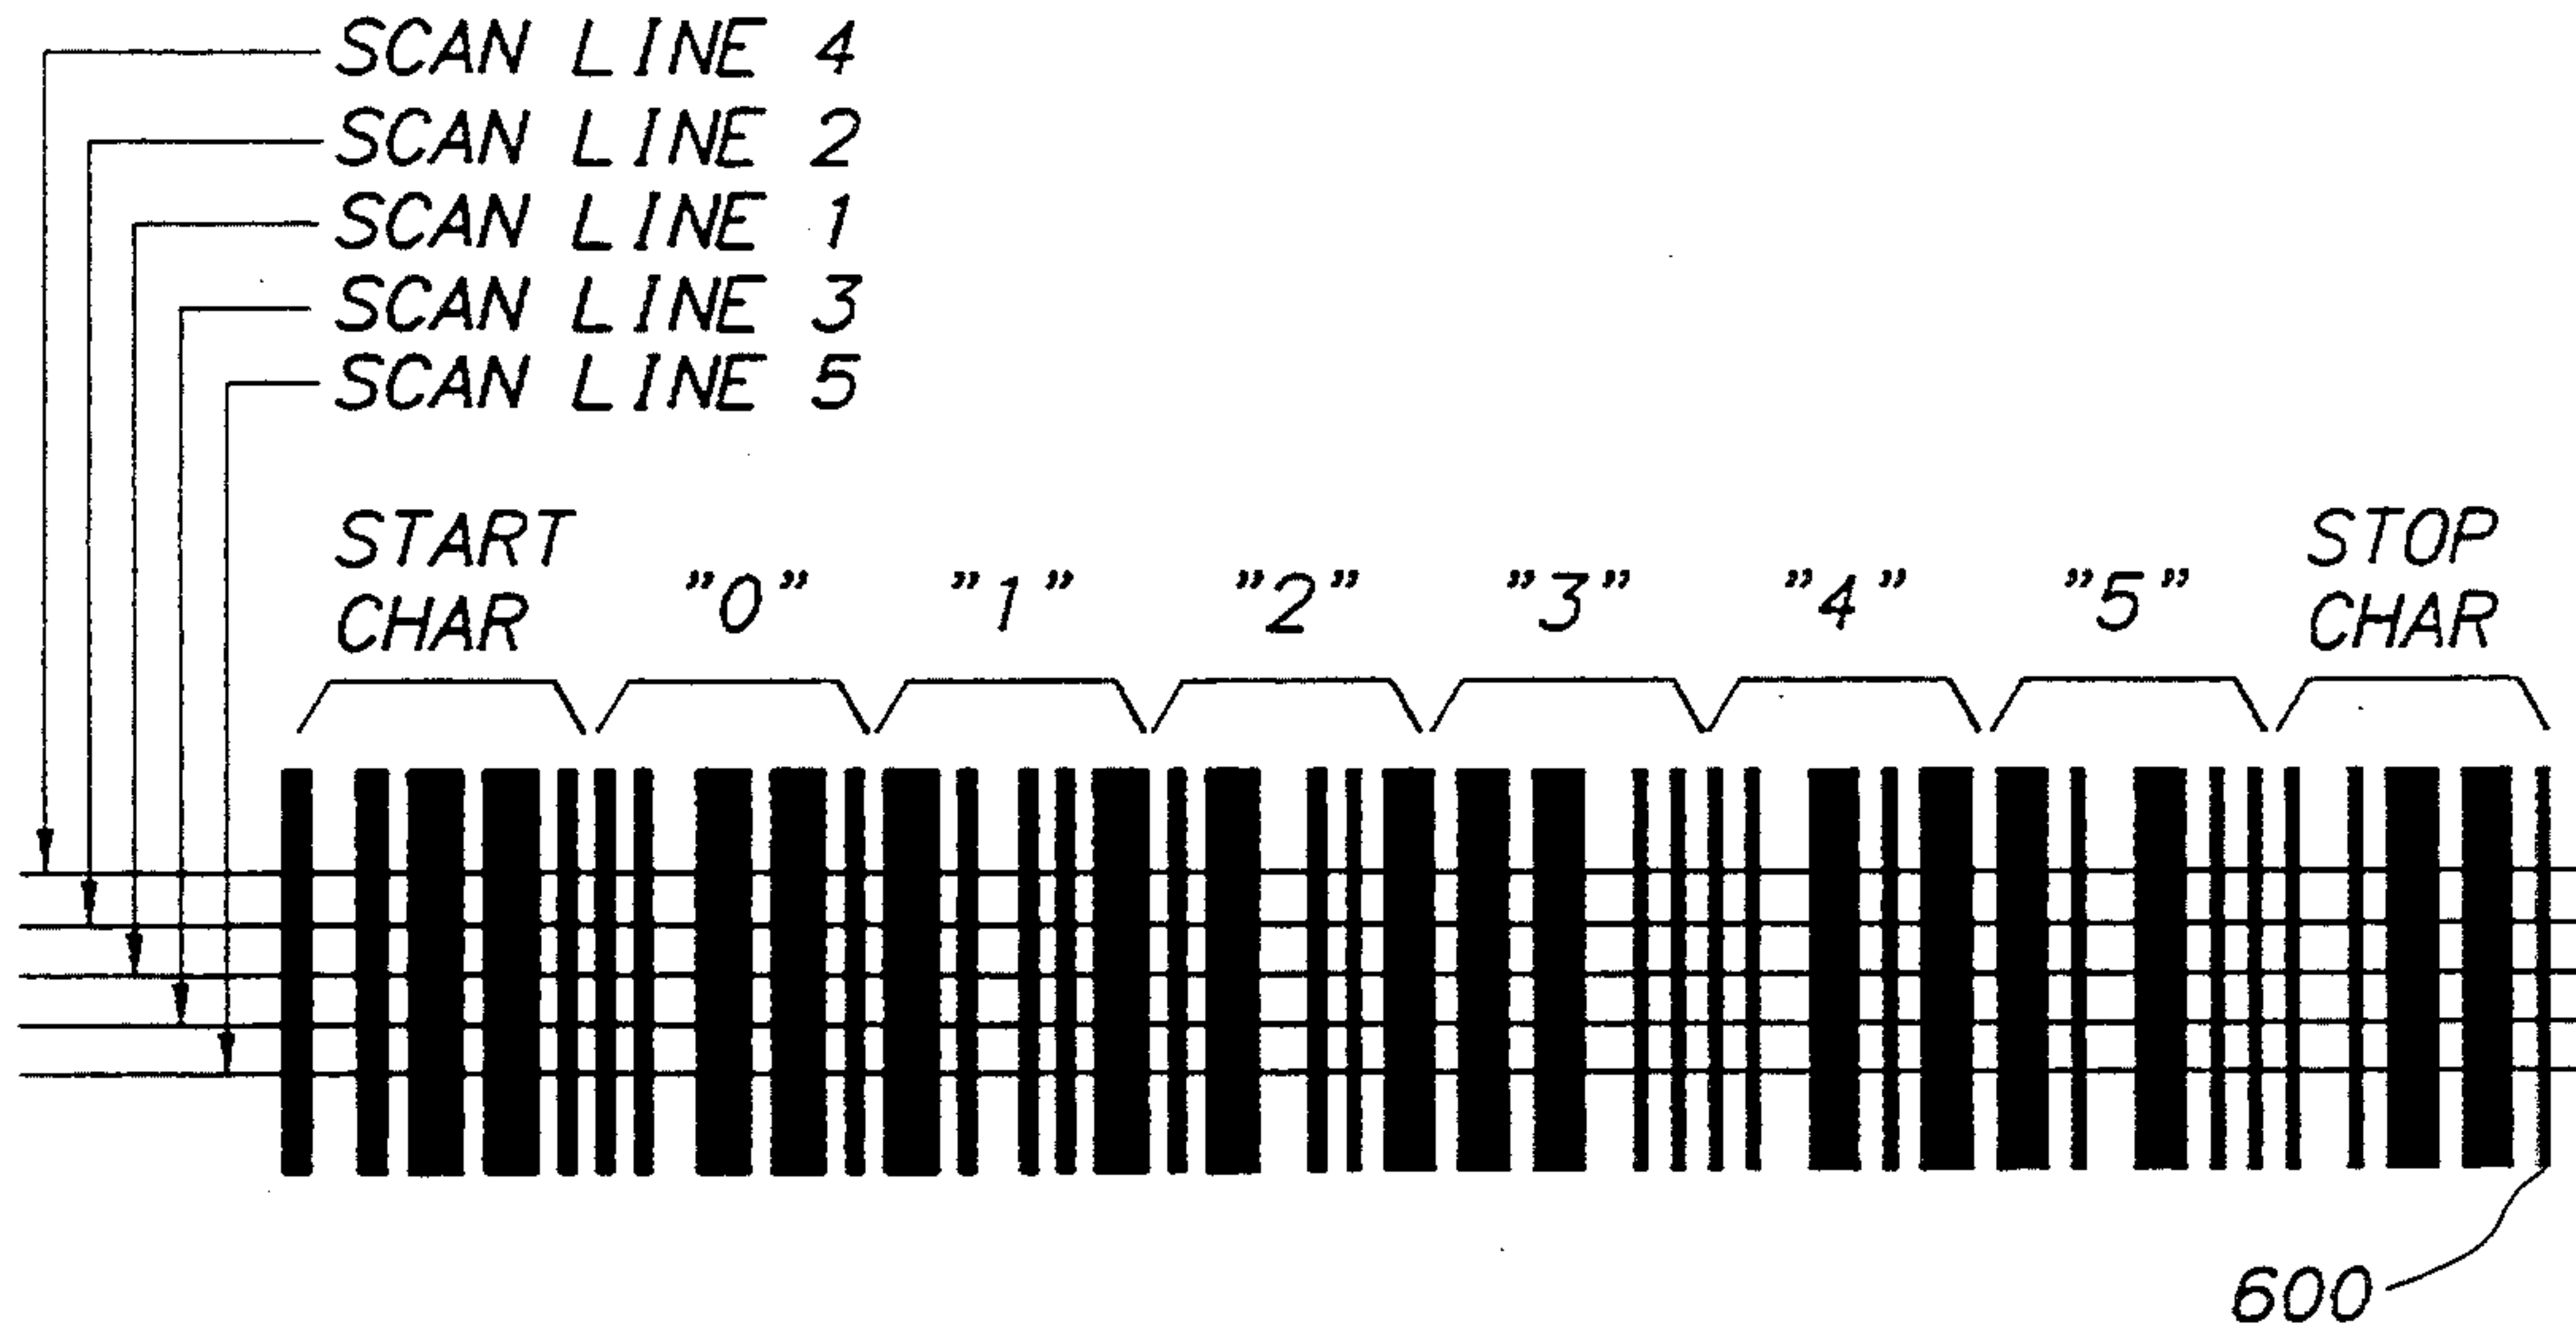 SCAN LINE 4
SCAN LINE 2
SCAN LINE 1
SCAN LINE 3
SCAN LINE 5
START CHAR
"0"
"1"
"2"
"3"
"4"
"5"
STOP CHAR
600